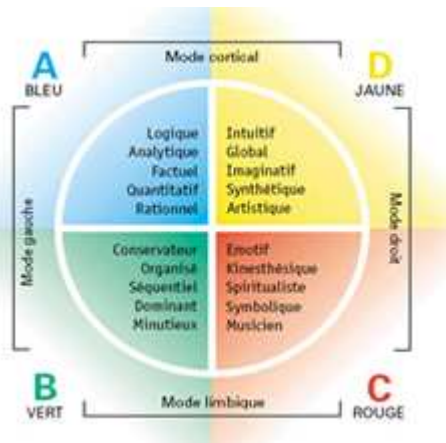 A
BLEU
Mode cortical
D
JAUNE
Mode gauche
Logique
Analytique
Factuel
Quantitatif
Rationnel
Intuitif
Global
Imaginatif
Synthétique
Artistique
Mode droit
Conservateur
Organisé
Séquentiel
Dominant
Minutieux
Emotif
Kinesthésique
Spiritualiste
Symbolique
Musicien
B
VERT
Mode limbique
C
ROUGE